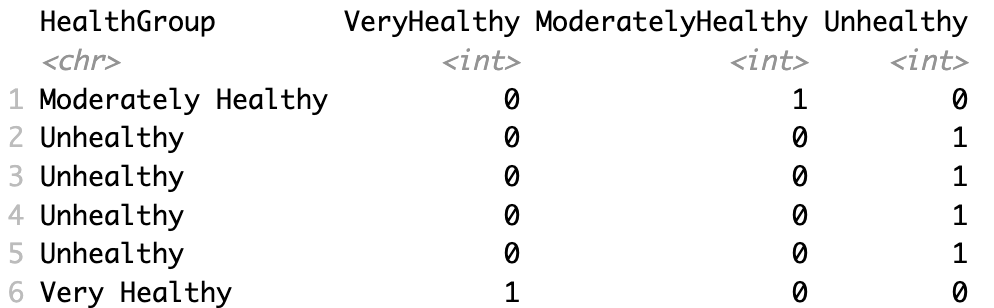 HealthGroup VeryHealthy ModeratelyHealthy Unhealthy
<chr> <int> <int> <int>
1 Moderately Healthy 0 1 0
2 Unhealthy 0 0 1
3 Unhealthy 0 0 1
4 Unhealthy 0 0 1
5 Unhealthy 0 0 1
6 Very Healthy 1 0 0